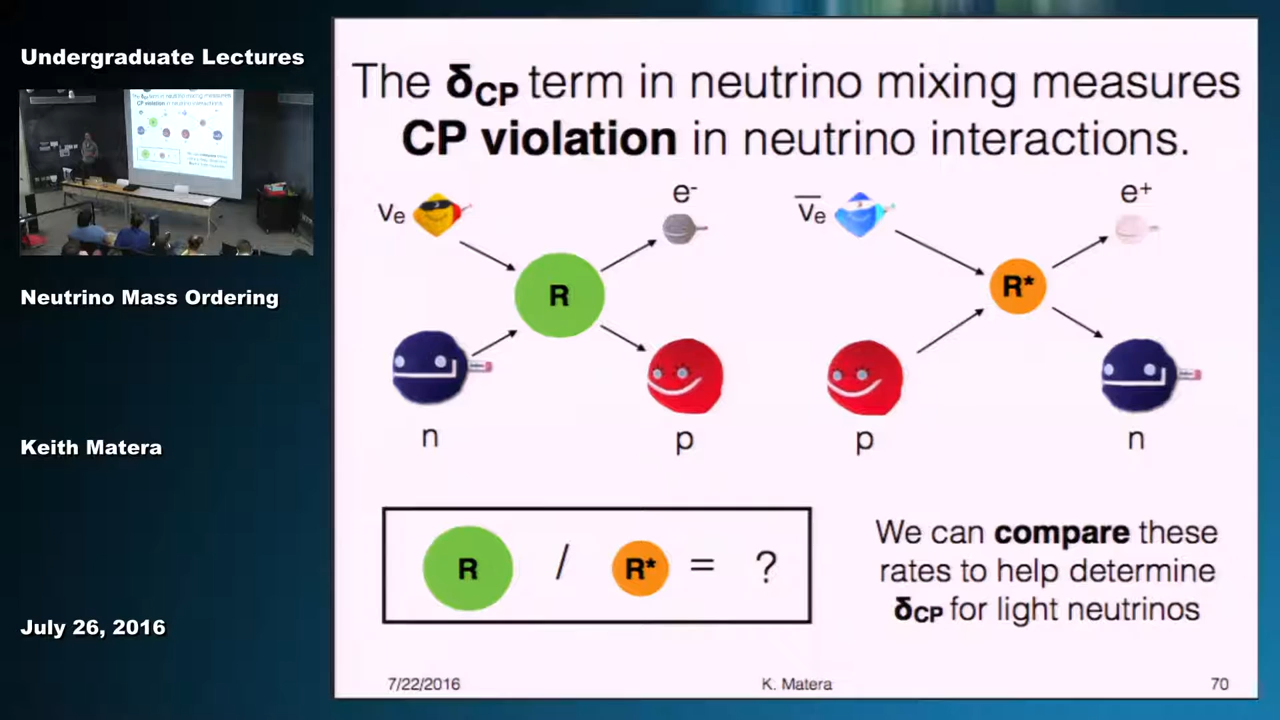 Undergraduate Lectures
Neutrino Mass Ordering
Keith Matera
July 26, 2016
The δCP term in neutrino mixing measures
CP violation in neutrino interactions.
νe
e-
R
n
p
ν̅e
e+
R*
p
n
R / R* = ?
We can compare these
rates to help determine
δCP for light neutrinos
7/22/2016
K. Matera
70